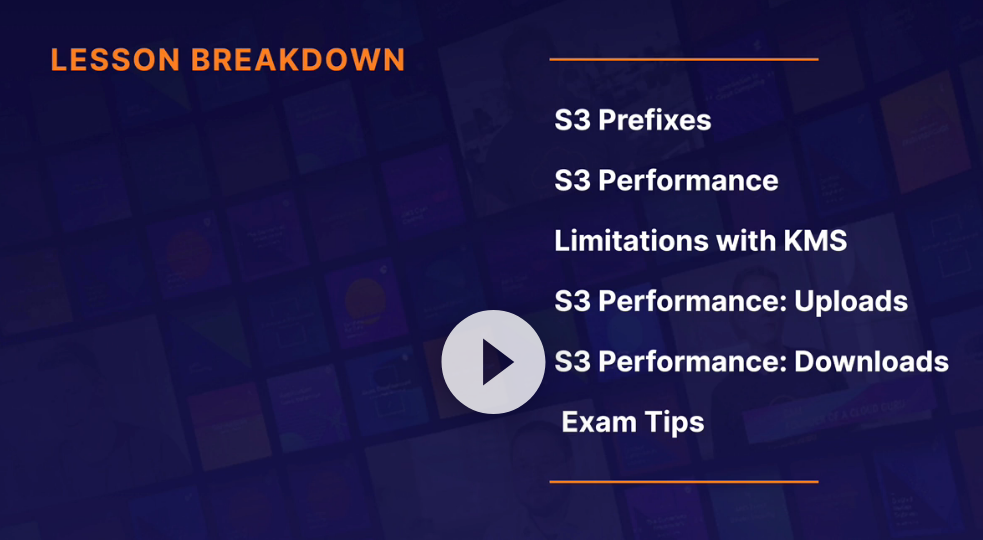 LESSON BREAKDOWN
S3 Prefixes
S3 Performance
Limitations with KMS
S3 Performance: Uploads
S3 Performance: Downloads
Exam Tips